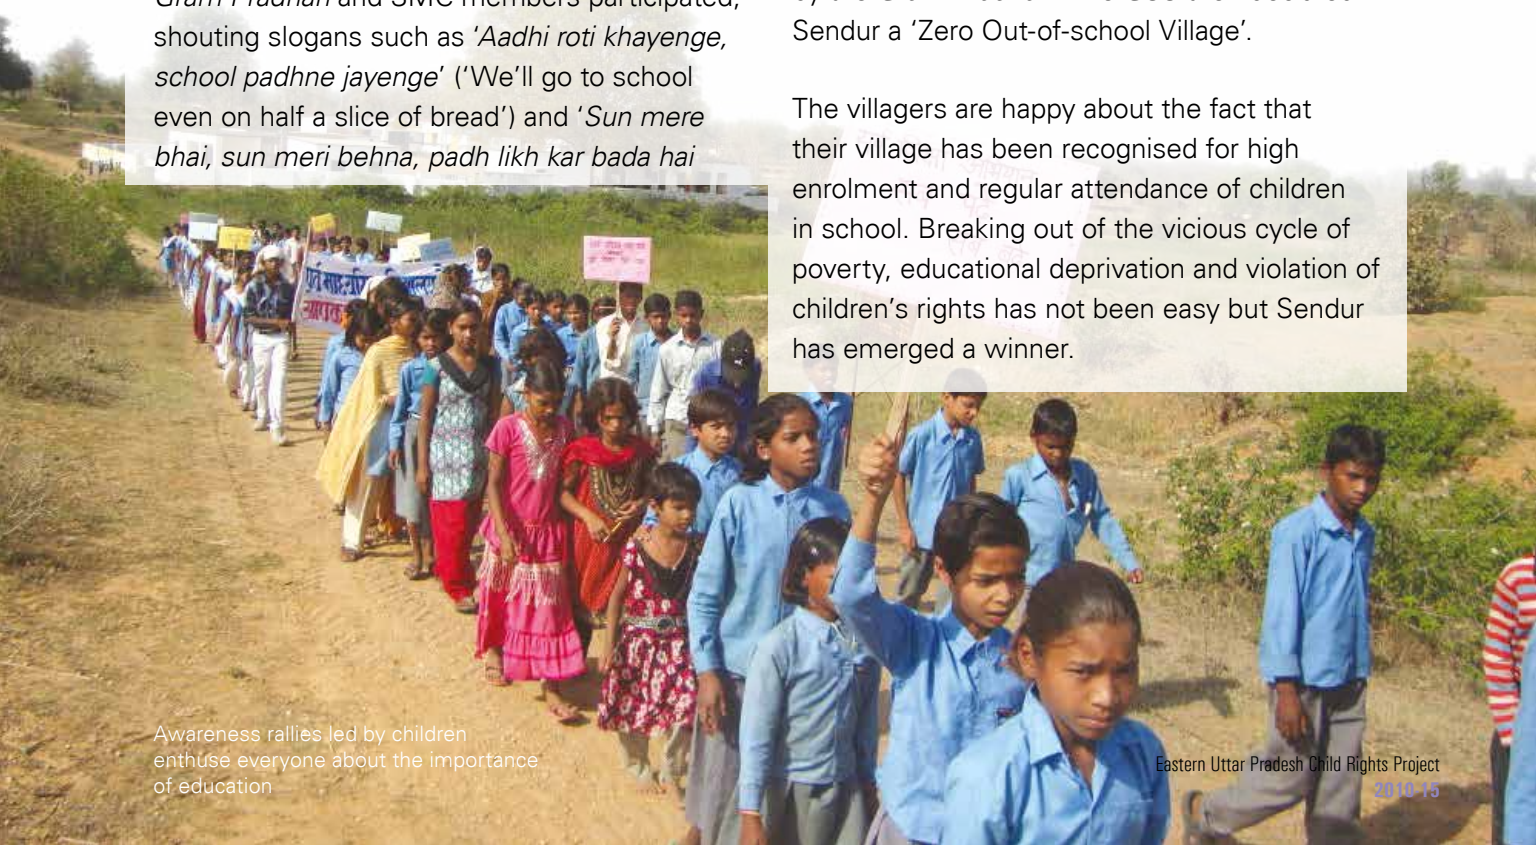 shouting slogans such as ‘Aadhi roti khayenge,
school padhne jayenge’ (‘We’ll go to school
even on half a slice of bread’) and ‘Sun mere
bhai, sun meri behna, padh likh kar bada hai
Sendur a ‘Zero Out-of-school Village’.
The villagers are happy about the fact that
their village has been recognised for high
enrolment and regular attendance of children
in school. Breaking out of the vicious cycle of
poverty, educational deprivation and violation of
children’s rights has not been easy but Sendur
has emerged a winner.
Awareness rallies led by children
enthuse everyone about the importance
of education
Eastern Uttar Pradesh Child Rights Project
2010-15